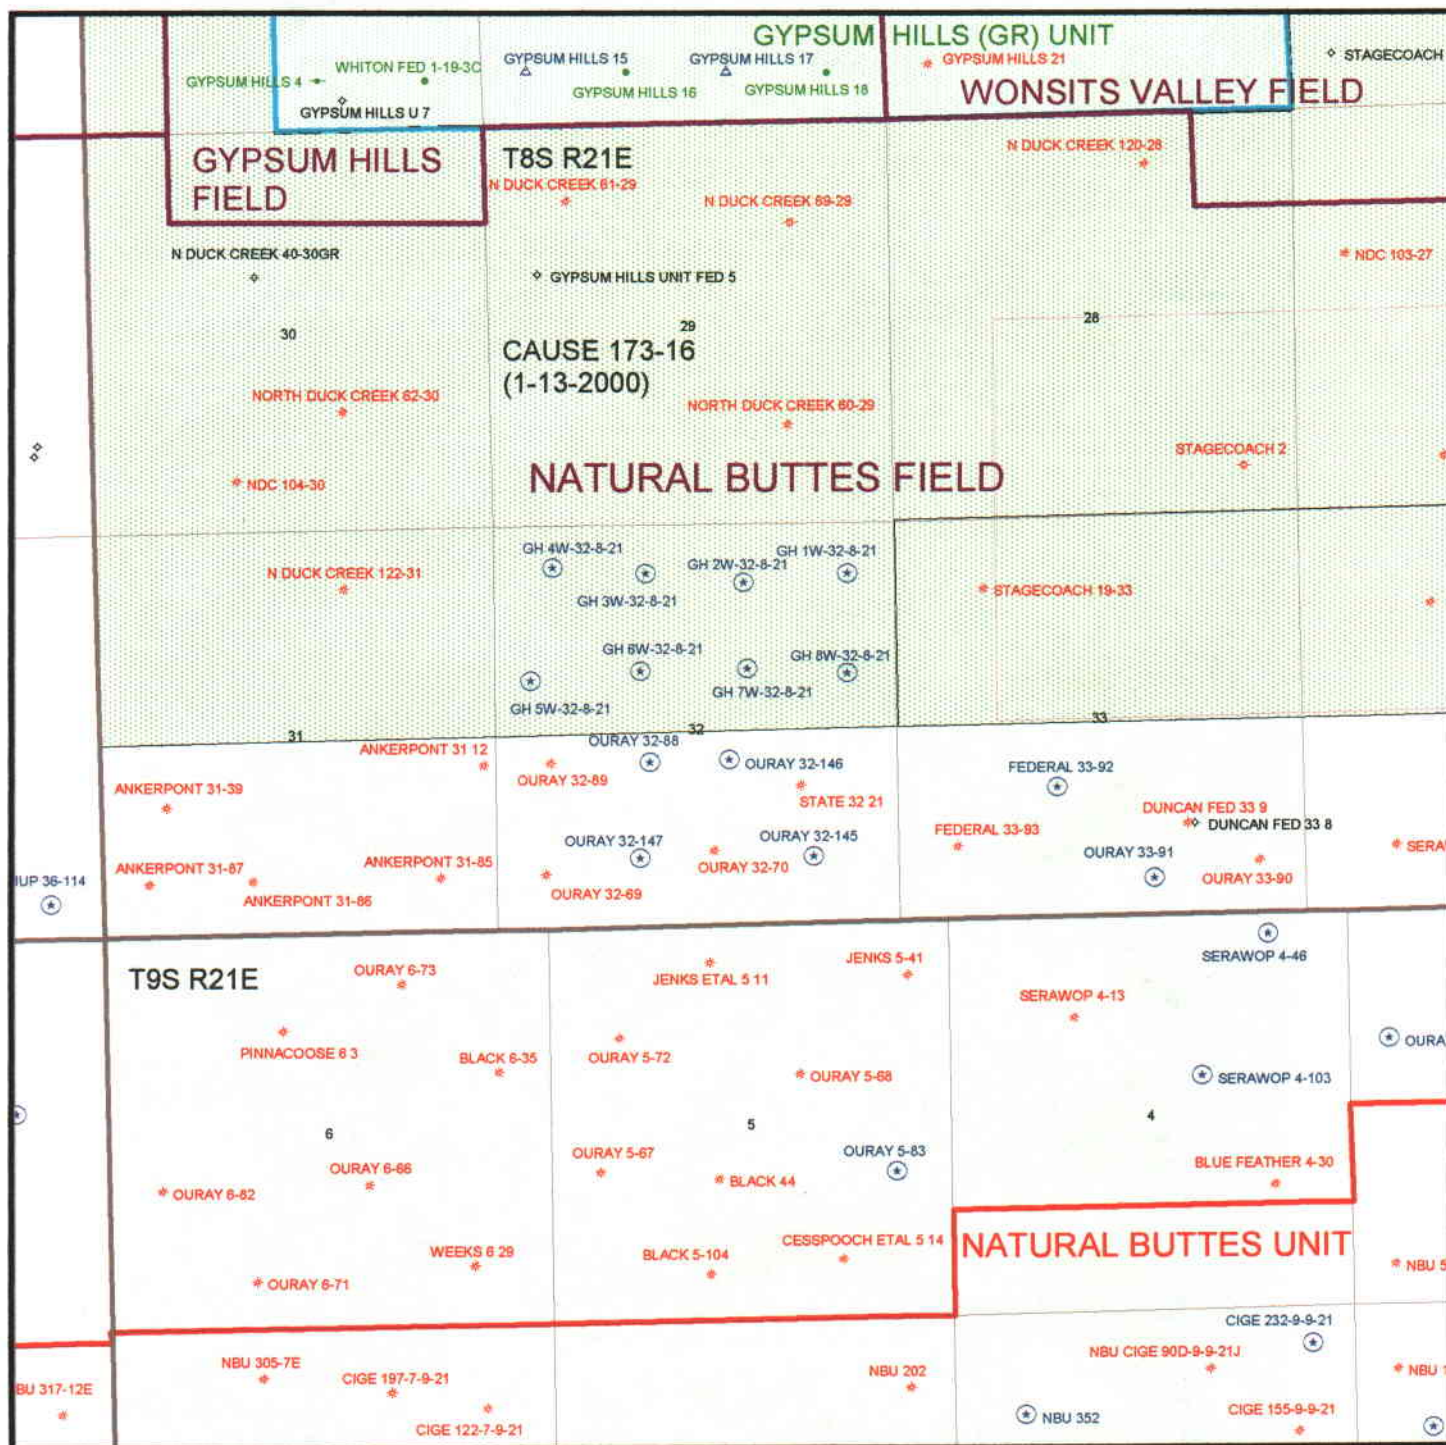 GYPSUM HILLS (GR) UNIT
GYPSUM HILLS 4
WHITON FED 1-19-3C
GYPSUM HILLS 15
GYPSUM HILLS 17
GYPSUM HILLS 21
STAGECOACH
GYPSUM HILLS 16
GYPSUM HILLS 18
GYPSUM HILLS U 7
WONSITS VALLEY FIELD
GYPSUM HILLS
FIELD
T8S R21E
N DUCK CREEK 120-28
N DUCK CREEK 61-29
N DUCK CREEK 69-29
N DUCK CREEK 40-30GR
NDC 103-27
GYPSUM HILLS UNIT FED 5
30
29
28
CAUSE 173-16
(1-13-2000)
NORTH DUCK CREEK 62-30
NORTH DUCK CREEK 60-29
STAGECOACH 2
NDC 104-30
NATURAL BUTTES FIELD
GH 4W-32-8-21
GH 1W-32-8-21
GH 2W-32-8-21
N DUCK CREEK 122-31
GH 3W-32-8-21
STAGECOACH 19-33
GH 6W-32-8-21
GH 8W-32-8-21
GH 7W-32-8-21
GH 5W-32-8-21
31
32
33
ANKERPONT 31 12
OURAY 32-88
OURAY 32-146
OURAY 32-89
FEDERAL 33-92
ANKERPONT 31-39
STATE 32 21
DUNCAN FED 33 9
DUNCAN FED 33 8
FEDERAL 33-93
OURAY 32-147
OURAY 32-145
SERAW
ANKERPONT 31-87
ANKERPONT 31-85
OURAY 32-70
OURAY 33-91
OURAY 33-90
IUP 36-114
ANKERPONT 31-86
OURAY 32-69
T9S R21E
OURAY 6-73
JENKS ETAL 5 11
JENKS 5-41
SERAWOP 4-46
SERAWOP 4-13
PINNACOOSE 6 3
BLACK 6-35
OURAY 5-72
OURAY 5-68
OURA
SERAWOP 4-103
6
5
4
OURAY 6-66
OURAY 5-67
OURAY 5-83
BLUE FEATHER 4-30
OURAY 6-82
BLACK 44
WEEKS 6 29
BLACK 5-104
CESSPOOCH ETAL 5 14
NATURAL BUTTES UNIT
OURAY 6-71
NBU 5
CIGE 232-9-9-21
NBU 305-7E
CIGE 197-7-9-21
NBU 202
NBU CIGE 90D-9-9-21J
NBU 1
BU 317-12E
CIGE 122-7-9-21
NBU 352
CIGE 155-9-9-21